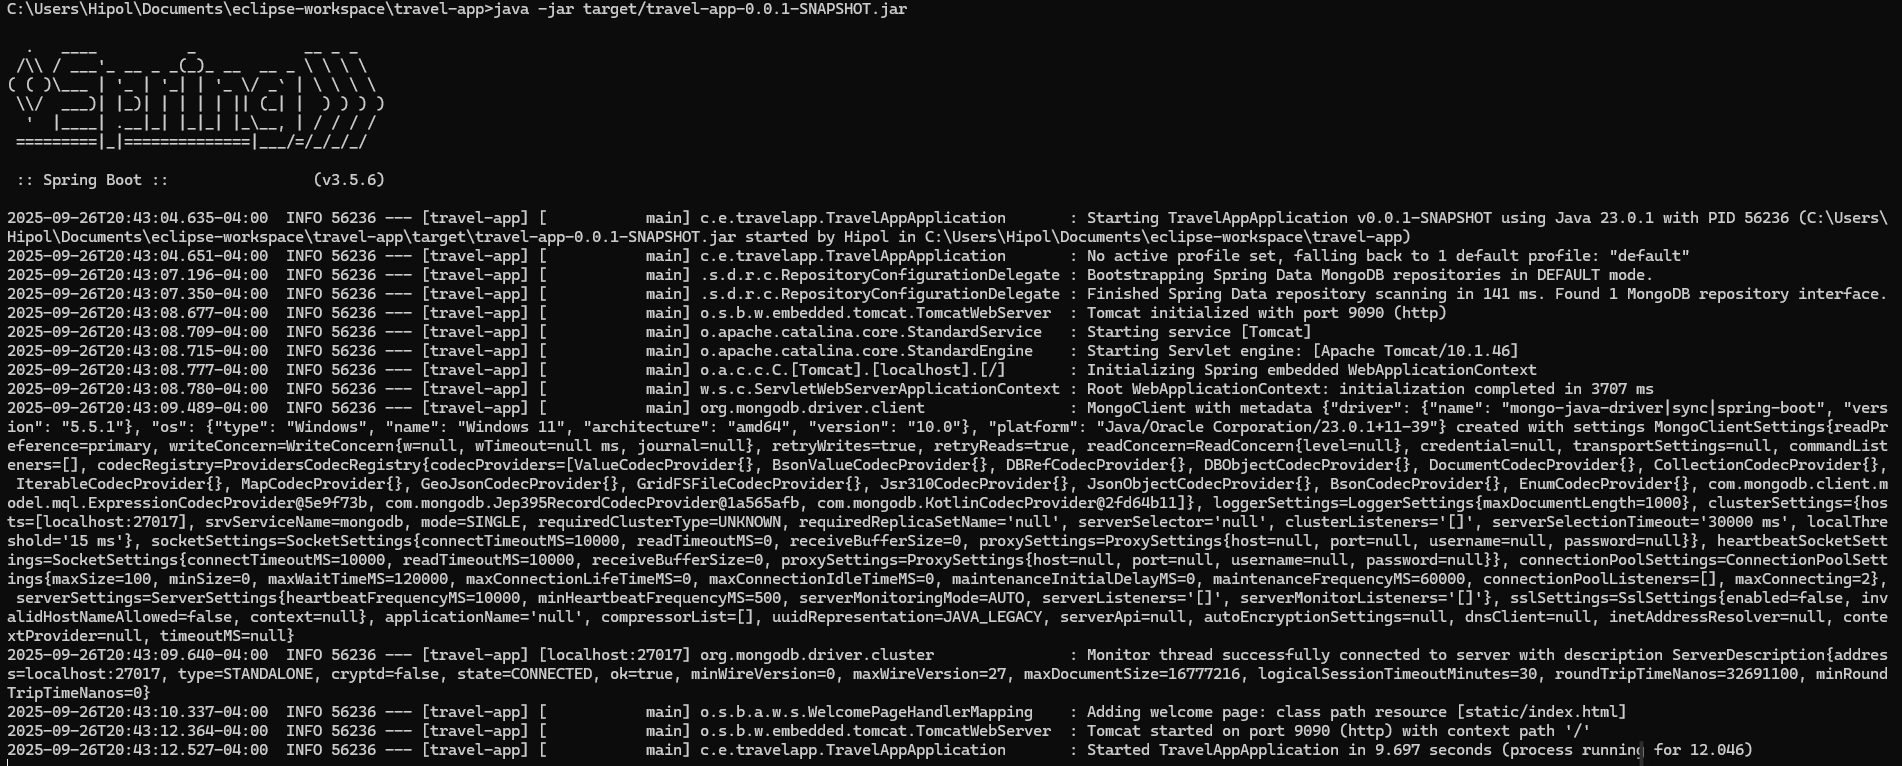 C:\Users\Hipol\Documents\eclipse-workspace\travel-app>java -jar target/travel-app-0.0.1-SNAPSHOT.jar

  .   ____          _            __ _ _
 /\\ / ___'_ __ _ _(_)_ __  __ _ \ \ \ \
( ( )\___ | '_ | '_| | '_ \/ _` | \ \ \ \
 \\/  ___)| |_)| | | | | || (_| |  ) ) ) )
  '  |____| .__|_| |_|_| |_\__, | / / / /
 =========|_|==============|___/=/_/_/_/

 :: Spring Boot ::                (v3.5.6)

2025-09-26T20:43:04.635-04:00  INFO 56236 --- [travel-app] [           main] c.e.travelapp.TravelAppApplication       : Starting TravelAppApplication v0.0.1-SNAPSHOT using Java 23.0.1 with PID 56236 (C:\Users\
Hipol\Documents\eclipse-workspace\travel-app\target\travel-app-0.0.1-SNAPSHOT.jar started by Hipol in C:\Users\Hipol\Documents\eclipse-workspace\travel-app)
2025-09-26T20:43:04.651-04:00  INFO 56236 --- [travel-app] [           main] c.e.travelapp.TravelAppApplication       : No active profile set, falling back to 1 default profile: "default"
2025-09-26T20:43:07.196-04:00  INFO 56236 --- [travel-app] [           main] .s.d.r.c.RepositoryConfigurationDelegate : Bootstrapping Spring Data MongoDB repositories in DEFAULT mode.
2025-09-26T20:43:07.350-04:00  INFO 56236 --- [travel-app] [           main] .s.d.r.c.RepositoryConfigurationDelegate : Finished Spring Data repository scanning in 141 ms. Found 1 MongoDB repository interface.
2025-09-26T20:43:08.677-04:00  INFO 56236 --- [travel-app] [           main] o.s.b.w.embedded.tomcat.TomcatWebServer  : Tomcat initialized with port 9090 (http)
2025-09-26T20:43:08.709-04:00  INFO 56236 --- [travel-app] [           main] o.apache.catalina.core.StandardService   : Starting service [Tomcat]
2025-09-26T20:43:08.715-04:00  INFO 56236 --- [travel-app] [           main] o.apache.catalina.core.StandardEngine    : Starting Servlet engine: [Apache Tomcat/10.1.46]
2025-09-26T20:43:08.777-04:00  INFO 56236 --- [travel-app] [           main] o.a.c.c.C.[Tomcat].[localhost].[/]       : Initializing Spring embedded WebApplicationContext
2025-09-26T20:43:08.780-04:00  INFO 56236 --- [travel-app] [           main] w.s.c.ServletWebServerApplicationContext : Root WebApplicationContext: initialization completed in 3707 ms
2025-09-26T20:43:09.489-04:00  INFO 56236 --- [travel-app] [           main] org.mongodb.driver.client                : MongoClient with metadata {"driver": {"name": "mongo-java-driver|sync|spring-boot", "vers
ion": "5.5.1"}, "os": {"type": "Windows", "name": "Windows 11", "architecture": "amd64", "version": "10.0"}, "platform": "Java/Oracle Corporation/23.0.1+11-39"} created with settings MongoClientSettings{readPr
eference=primary, writeConcern=WriteConcern{w=null, wTimeout=null ms, journal=null}, retryWrites=true, retryReads=true, readConcern=ReadConcern{level=null}, credential=null, transportSettings=null, commandList
eners=[], codecRegistry=ProvidersCodecRegistry{codecProviders=[ValueCodecProvider{}, BsonValueCodecProvider{}, DBRefCodecProvider{}, DBObjectCodecProvider{}, DocumentCodecProvider{}, CollectionCodecProvider{},
 IterableCodecProvider{}, MapCodecProvider{}, GeoJsonCodecProvider{}, GridFSFileCodecProvider{}, Jsr310CodecProvider{}, JsonObjectCodecProvider{}, BsonCodecProvider{}, EnumCodecProvider{}, com.mongodb.client.m
odel.mql.ExpressionCodecProvider@5e9f73b, com.mongodb.Jep395RecordCodecProvider@1a565afb, com.mongodb.KotlinCodecProvider@2fd64b11]}, loggerSettings=LoggerSettings{maxDocumentLength=1000}, clusterSettings={hos
ts=[localhost:27017], srvServiceName=mongodb, mode=SINGLE, requiredClusterType=UNKNOWN, requiredReplicaSetName='null', serverSelector='null', clusterListeners='[]', serverSelectionTimeout='30000 ms', localThre
shold='15 ms'}, socketSettings=SocketSettings{connectTimeoutMS=10000, readTimeoutMS=0, receiveBufferSize=0, proxySettings=ProxySettings{host=null, port=null, username=null, password=null}}, heartbeatSocketSett
ings=SocketSettings{connectTimeoutMS=10000, readTimeoutMS=10000, receiveBufferSize=0, proxySettings=ProxySettings{host=null, port=null, username=null, password=null}}, connectionPoolSettings=ConnectionPoolSett
ings{maxSize=100, minSize=0, maxWaitTimeMS=120000, maxConnectionLifeTimeMS=0, maxConnectionIdleTimeMS=0, maintenanceInitialDelayMS=0, maintenanceFrequencyMS=60000, connectionPoolListeners=[], maxConnecting=2},
 serverSettings=ServerSettings{heartbeatFrequencyMS=10000, minHeartbeatFrequencyMS=500, serverMonitoringMode=AUTO, serverListeners='[]', serverMonitorListeners='[]'}, sslSettings=SslSettings{enabled=false, inv
alidHostNameAllowed=false, context=null}, applicationName='null', compressorList=[], uuidRepresentation=JAVA_LEGACY, serverApi=null, autoEncryptionSettings=null, dnsClient=null, inetAddressResolver=null, conte
xtProvider=null, timeoutMS=null}
2025-09-26T20:43:09.640-04:00  INFO 56236 --- [travel-app] [localhost:27017] org.mongodb.driver.cluster               : Monitor thread successfully connected to server with description ServerDescription{addres
s=localhost:27017, type=STANDALONE, cryptd=false, state=CONNECTED, ok=true, minWireVersion=0, maxWireVersion=27, maxDocumentSize=16777216, logicalSessionTimeoutMinutes=30, roundTripTimeNanos=32691100, minRound
TripTimeNanos=0}
2025-09-26T20:43:10.337-04:00  INFO 56236 --- [travel-app] [           main] o.s.b.a.w.s.WelcomePageHandlerMapping    : Adding welcome page: class path resource [static/index.html]
2025-09-26T20:43:12.364-04:00  INFO 56236 --- [travel-app] [           main] o.s.b.w.embedded.tomcat.TomcatWebServer  : Tomcat started on port 9090 (http) with context path '/'
2025-09-26T20:43:12.527-04:00  INFO 56236 --- [travel-app] [           main] c.e.travelapp.TravelAppApplication       : Started TravelAppApplication in 9.697 seconds (process running for 12.046)